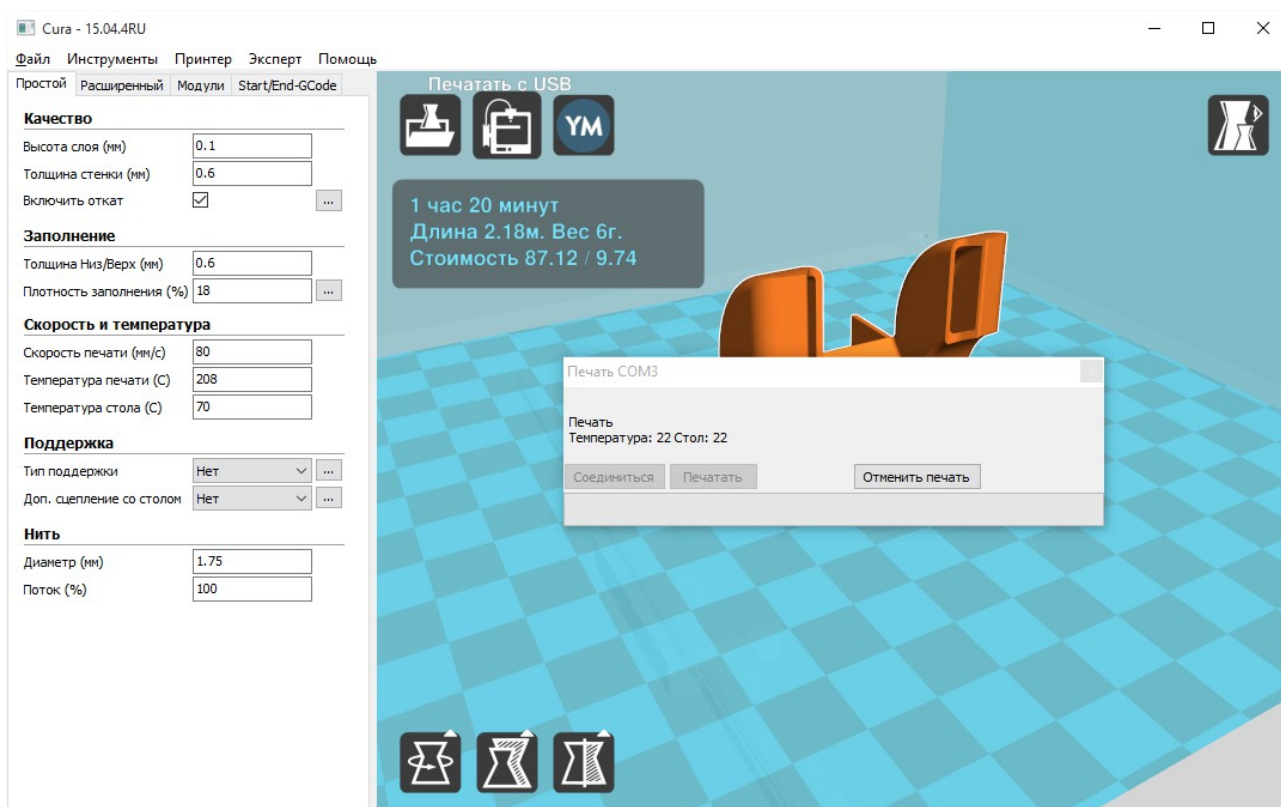 Cura - 15.04.4RU
Файл Инструменты Принтер Эксперт Помощь
Простой Расширенный Модули Start/End-GCode
Качество
Высота слоя (мм) 0.1
Толщина стенки (мм) 0.6
Включить откат ...
Заполнение
Толщина Низ/Верх (мм) 0.6
Плотность заполнения (%) 18 ...
Скорость и температура
Скорость печати (мм/с) 80
Температура печати (C) 208
Температура стола (C) 70
Поддержка
Тип поддержки Нет ...
Доп. сцепление со столом Нет ...
Нить
Диаметр (мм) 1.75
Поток (%) 100
Печатать с USB
YM
1 час 20 минут
Длина 2.18м. Вес 6г.
Стоимость 87.12 / 9.74
Печать COM3
Печать
Температура: 22 Стол: 22
Соединиться Печатать Отменить печать